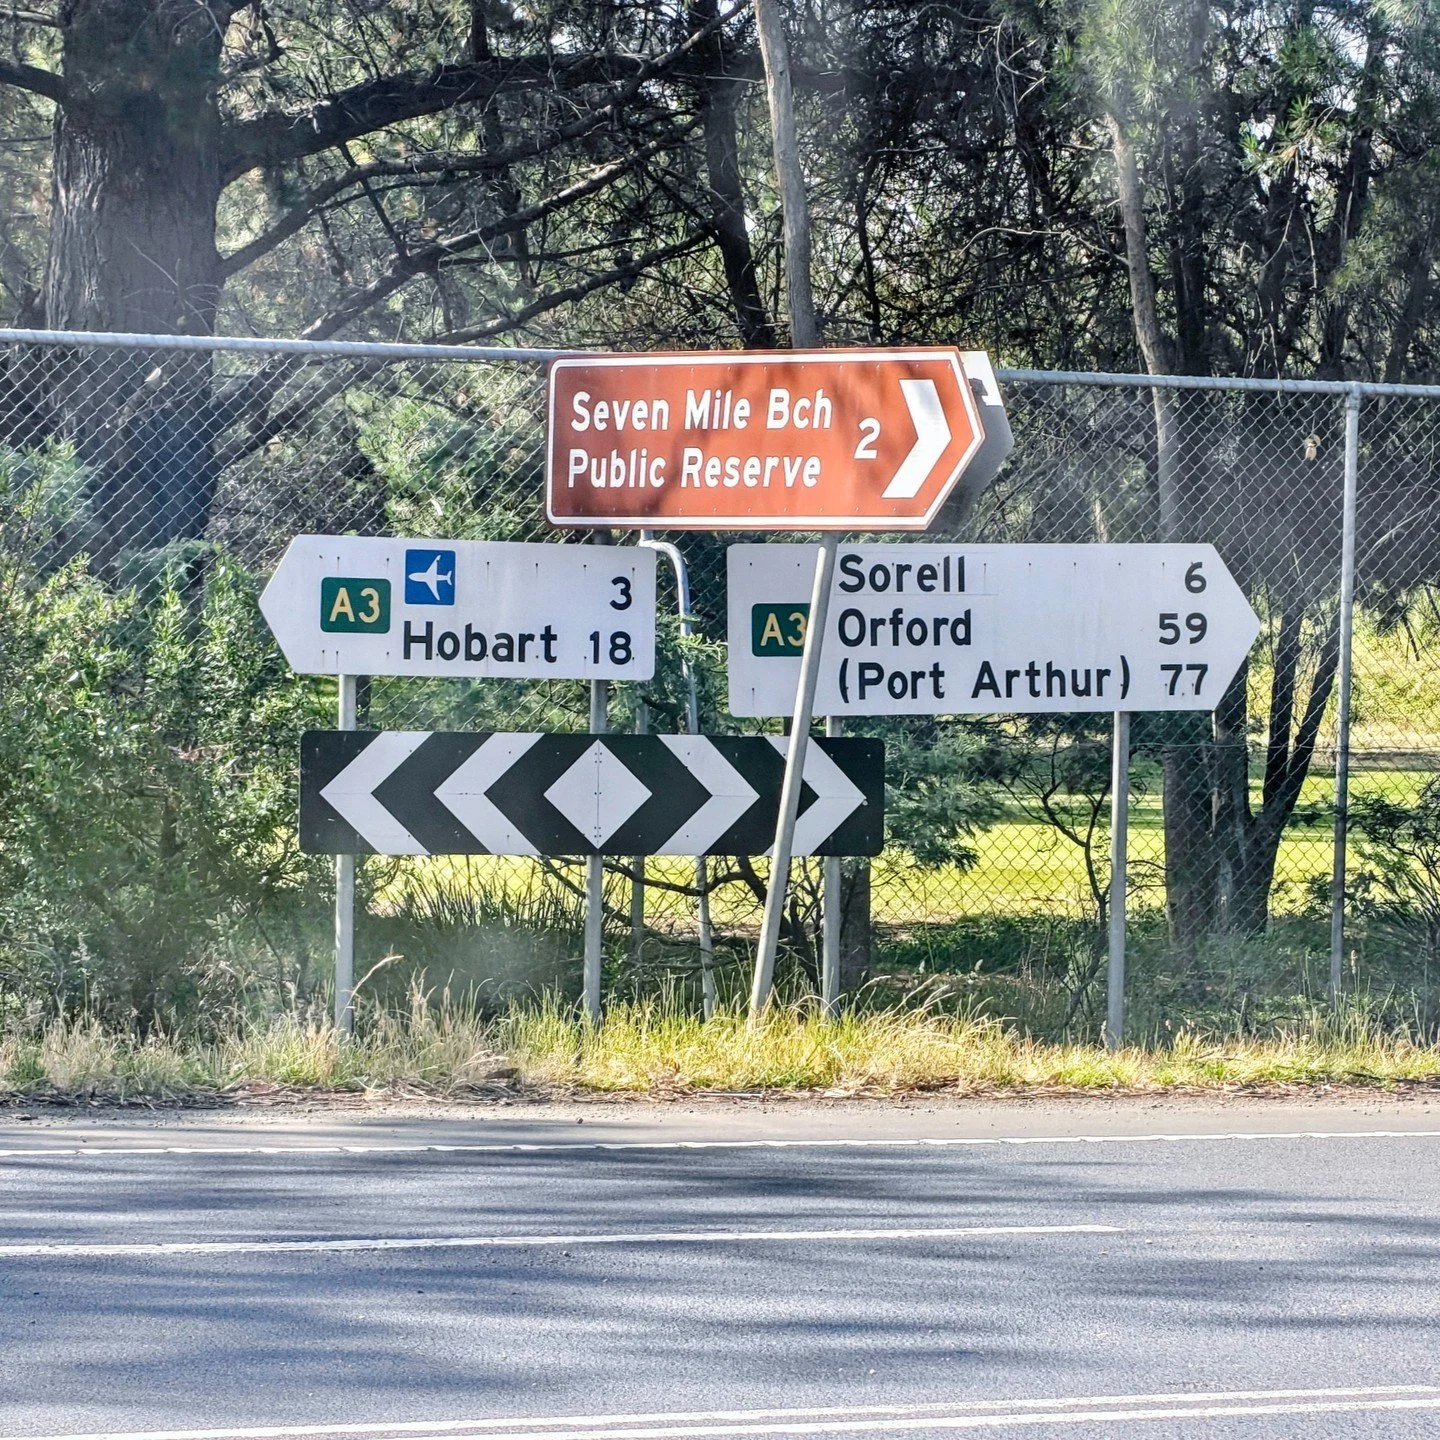 Seven Mile Bch
Public Reserve 2
A3 3
Hobart 18
A3
Sorell 6
Orford 59
(Port Arthur) 77